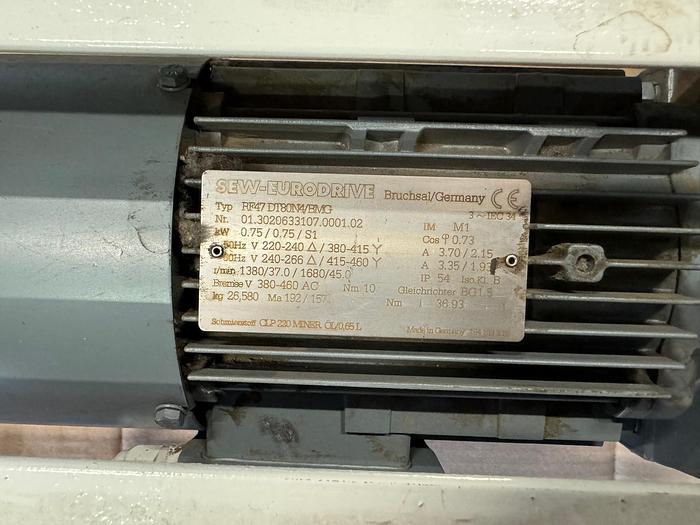 SEW-EURODRIVE Bruchsal/Germany CE
Typ RF47 DT80N4/BMG 3 ~ IEC 34
Nr. 01.3020633107.0001.02 IM M1
kW 0.75 / 0.75 / S1 Cos φ 0.73
50Hz V 220-240 △ / 380-415 Y A 3.70 / 2.15
60Hz V 240-266 △ / 415-460 Y A 3.35 / 1.93
r/min 1380/37.0 / 1680/45.0 IP 54 Iso.Kl. B
Bremse V 380-460 AC Nm 10 Gleichrichter BG1.5
kg 26,580 Ma 192 / 157 Nm i 36.93 :1
Schmierstoff CLP 220 MINER. ÖL/0,65 L Made in Germany